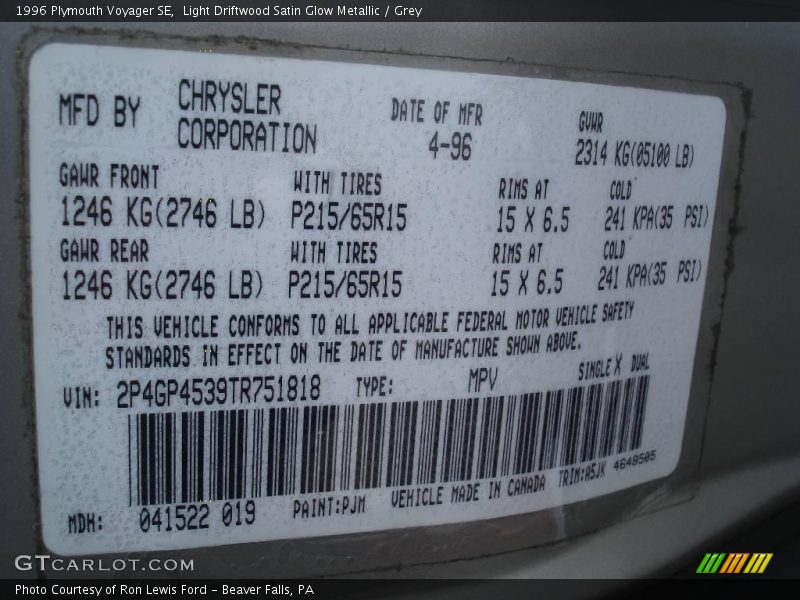 1996 Plymouth Voyager SE,  Light Driftwood Satin Glow Metallic / Grey
MFD BY CHRYSLER CORPORATION DATE OF MFR 4-96 GVWR 2314 KG(05100 LB)
GAWR FRONT WITH TIRES RIMS AT COLD
1246 KG(2746 LB) P215/65R15 15 X 6.5 241 KPA(35 PSI)
GAWR REAR WITH TIRES RIMS AT COLD
1246 KG(2746 LB) P215/65R15 15 X 6.5 241 KPA(35 PSI)
THIS VEHICLE CONFORMS TO ALL APPLICABLE FEDERAL MOTOR VEHICLE SAFETY
STANDARDS IN EFFECT ON THE DATE OF MANUFACTURE SHOWN ABOVE.
VIN: 2P4GP4539TR751818 TYPE: MPV SINGLE X DUAL
MDH: 041522 019 PAINT:PJM VEHICLE MADE IN CANADA TRIM:A5JK 4648505
GTCARLOT.COM
Photo Courtesy of Ron Lewis Ford - Beaver Falls, PA